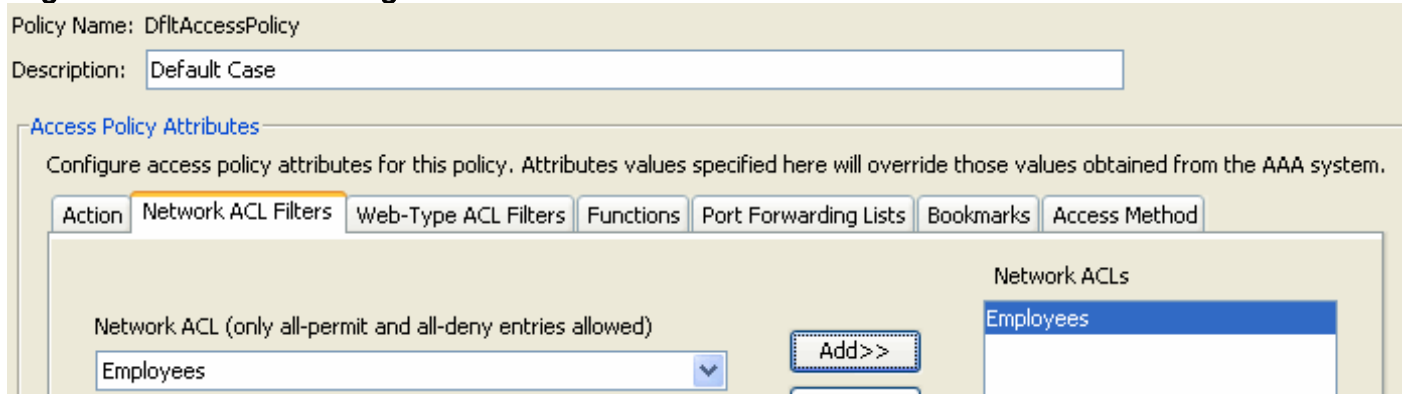 Policy Name: DfltAccessPolicy
Description: Default Case
Access Policy Attributes
Configure access policy attributes for this policy. Attributes values specified here will override those values obtained from the AAA system.
Action Network ACL Filters Web-Type ACL Filters Functions Port Forwarding Lists Bookmarks Access Method
Network ACLs
Network ACL (only all-permit and all-deny entries allowed)
Employees
Add>>
Employees